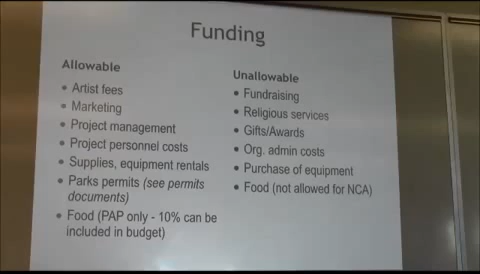 Funding
Allowable
• Artist fees
• Marketing
• Project management
• Project personnel costs
• Supplies, equipment rentals
• Parks permits (see permits
documents)
• Food (PAP only - 10% can be
included in budget)
Unallowable
• Fundraising
• Religious services
• Gifts/Awards
• Org. admin costs
• Purchase of equipment
• Food (not allowed for NCA)